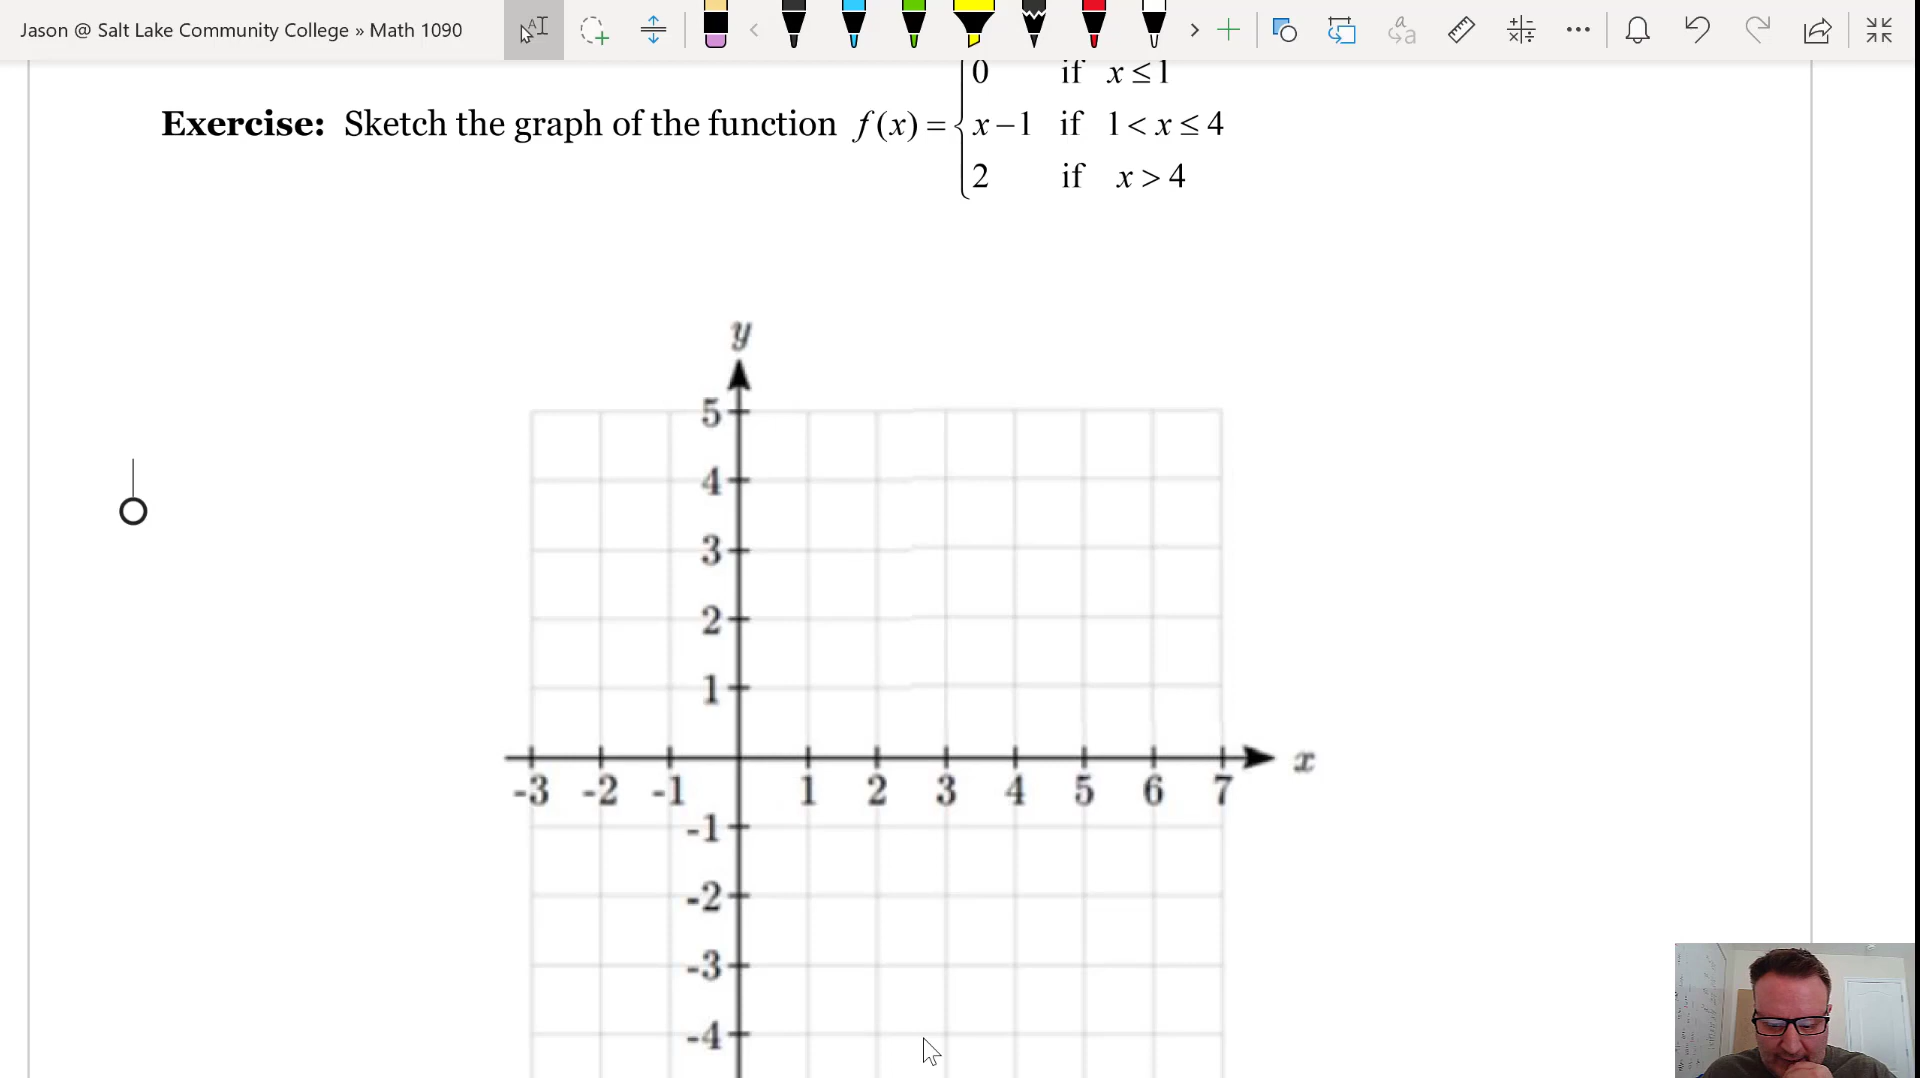 Jason @ Salt Lake Community College » Math 1090
0 if x ≤ 1
Exercise: Sketch the graph of the function f(x) = { x − 1 if 1 < x ≤ 4
2 if x > 4
y
5
4
3
2
1
x
-3 -2 -1 1 2 3 4 5 6 7
-1
-2
-3
-4